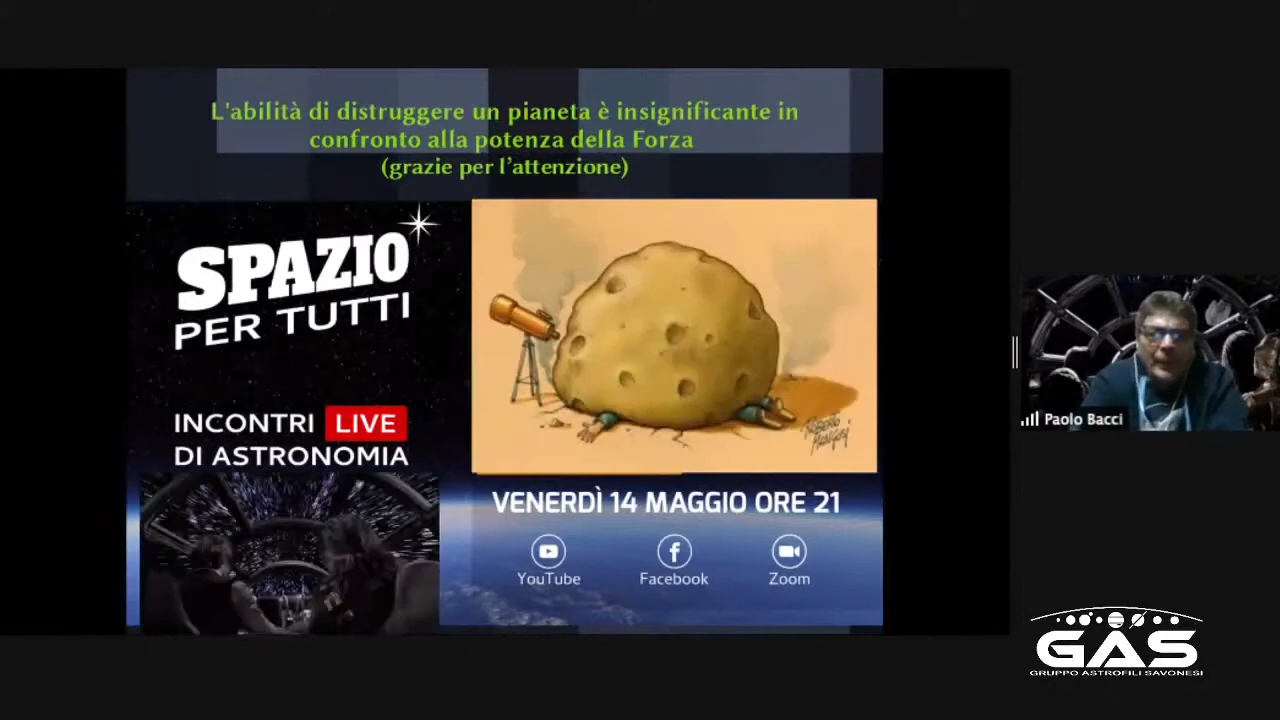 L'abilità di distruggere un pianeta è insignificante in
confronto alla potenza della Forza
(grazie per l’attenzione)
SPAZIO
PER TUTTI
INCONTRI LIVE
DI ASTRONOMIA
VENERDÌ 14 MAGGIO ORE 21
YouTube
Facebook
Zoom
Paolo Bacci
GAS
GRUPPO ASTROFILI SAVONESI